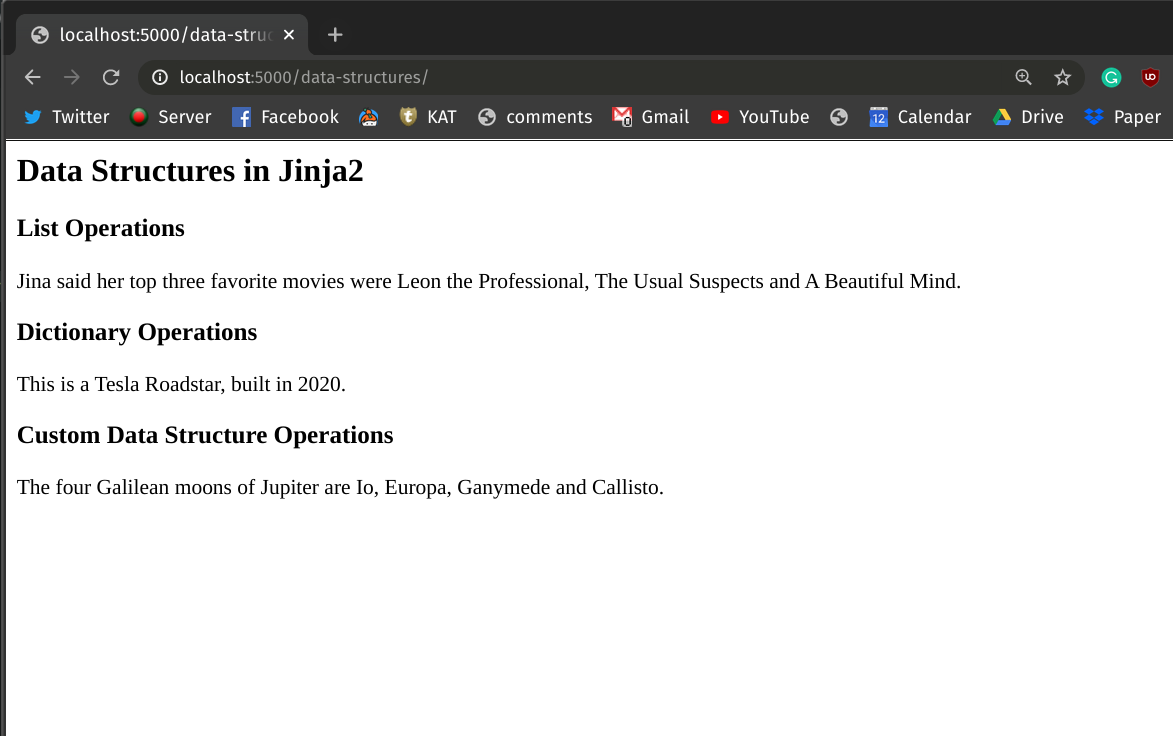 localhost:5000/data-struc
localhost:5000/data-structures/
Twitter Server Facebook KAT comments Gmail YouTube 12 Calendar Drive Paper
Data Structures in Jinja2
List Operations
Jina said her top three favorite movies were Leon the Professional, The Usual Suspects and A Beautiful Mind.
Dictionary Operations
This is a Tesla Roadstar, built in 2020.
Custom Data Structure Operations
The four Galilean moons of Jupiter are Io, Europa, Ganymede and Callisto.